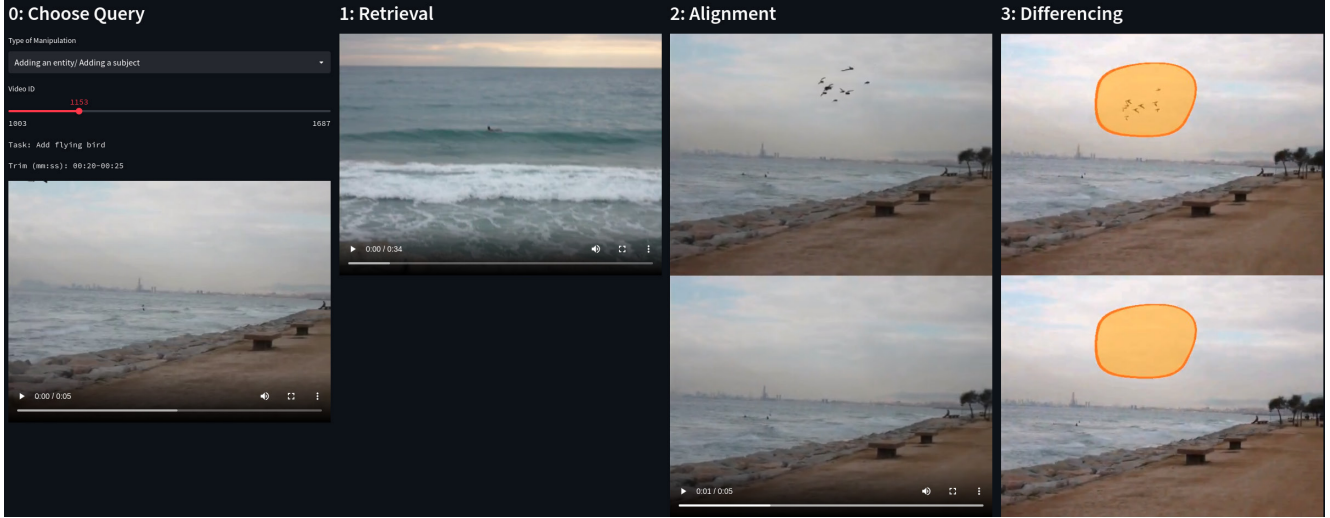 0: Choose Query
Type of Manipulation
Adding an entity/ Adding a subject
Video ID
1153
1003 1687
Task: Add flying bird
Trim (mm:ss): 00:20-00:25
0:00 / 0:05
1: Retrieval
0:00 / 0:34
2: Alignment
0:01 / 0:05
3: Differencing